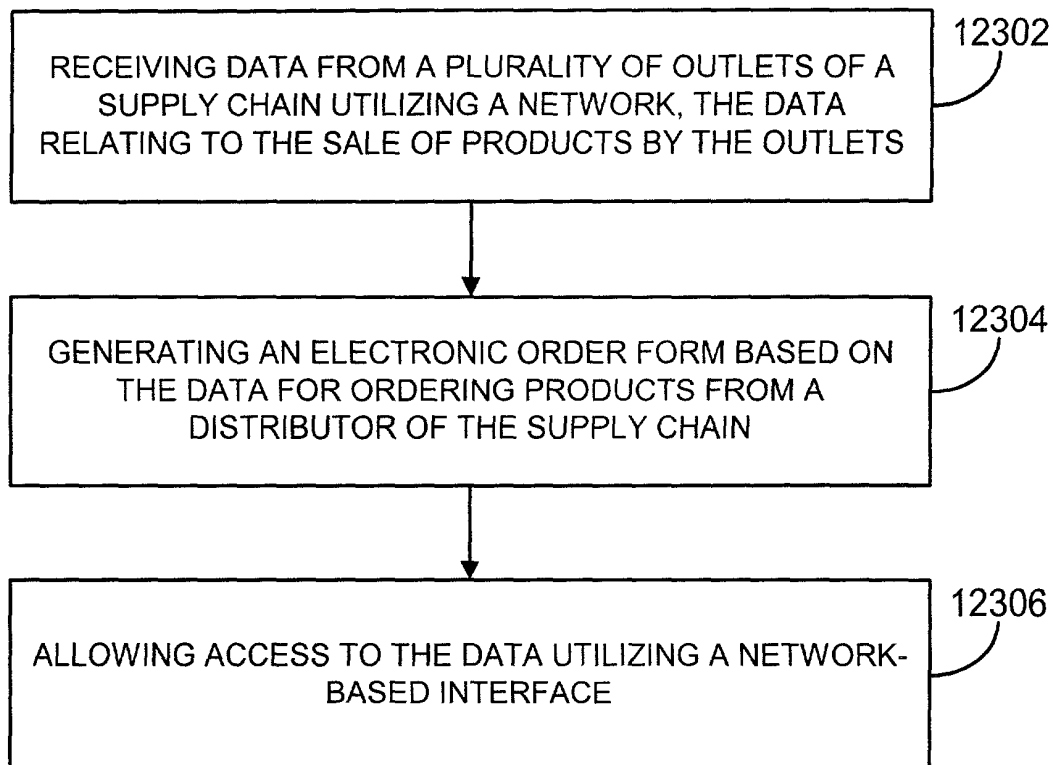 12302
RECEIVING DATA FROM A PLURALITY OF OUTLETS OF A
SUPPLY CHAIN UTILIZING A NETWORK, THE DATA
RELATING TO THE SALE OF PRODUCTS BY THE OUTLETS
12304
GENERATING AN ELECTRONIC ORDER FORM BASED ON
THE DATA FOR ORDERING PRODUCTS FROM A
DISTRIBUTOR OF THE SUPPLY CHAIN
12306
ALLOWING ACCESS TO THE DATA UTILIZING A NETWORK-
BASED INTERFACE